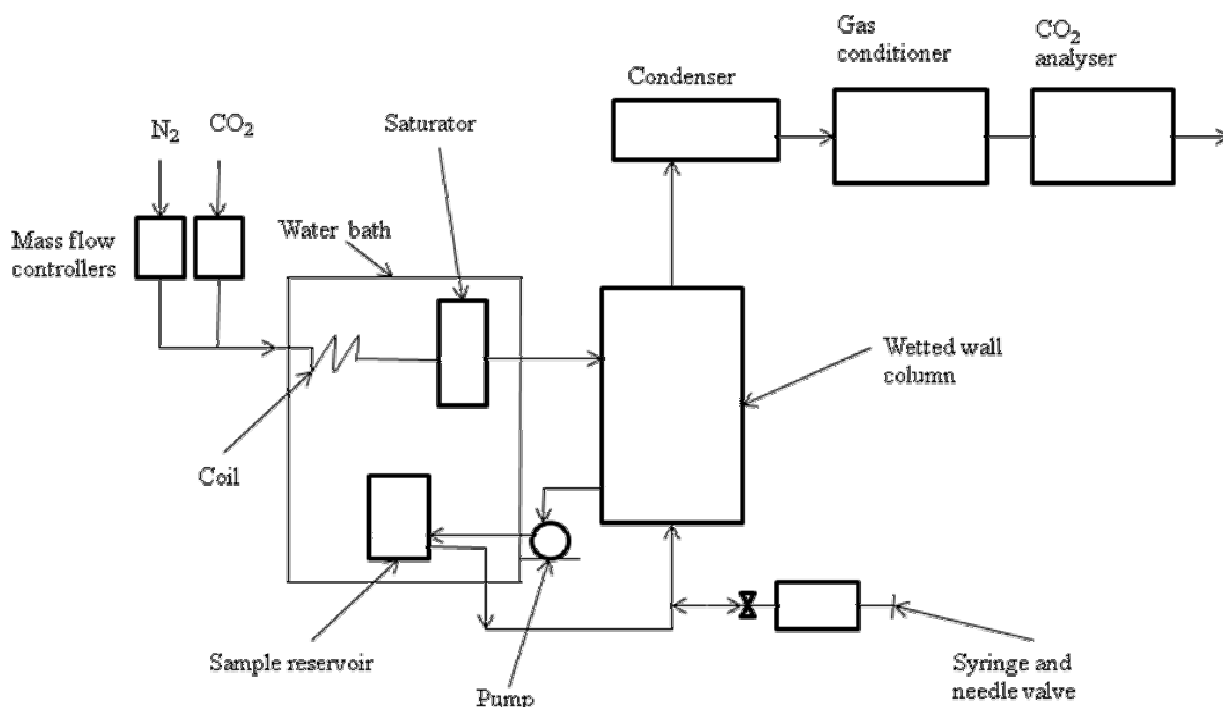 Gas
conditioner
CO₂
analyser
Condenser
N₂
CO₂
Saturator
Mass flow
controllers
Water bath
Wetted wall
column
Coil
Sample reservoir
Pump
Syringe and
needle valve